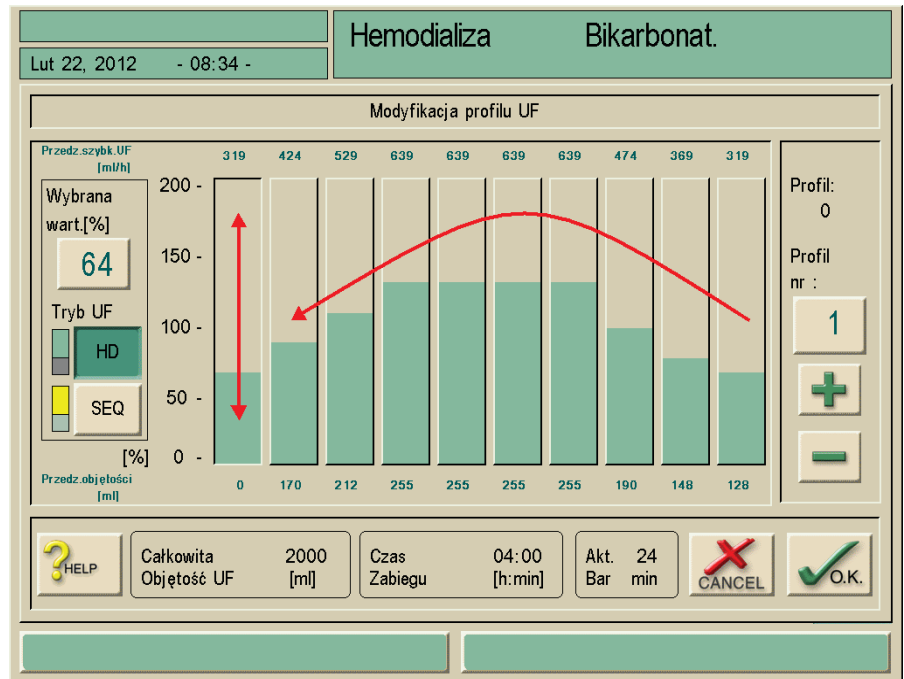 Hemodializa Bikarbonat.
Lut 22, 2012 - 08:34 -
Modyfikacja profilu UF
Przedz.szybk.UF
[ml/h]
319 424 529 639 639 639 639 474 369 319
Wybrana
wart.[%]
64
Tryb UF
HD
SEQ
200 -
150 -
100 -
50 -
[%] 0 -
Przedz.objętości
[ml]
0 170 212 255 255 255 255 190 148 128
Profil:
0
Profil
nr :
1
?HELP
Całkowita 2000
Objętość UF [ml]
Czas 04:00
Zabiegu [h:min]
Akt. 24
Bar min
CANCEL
O.K.